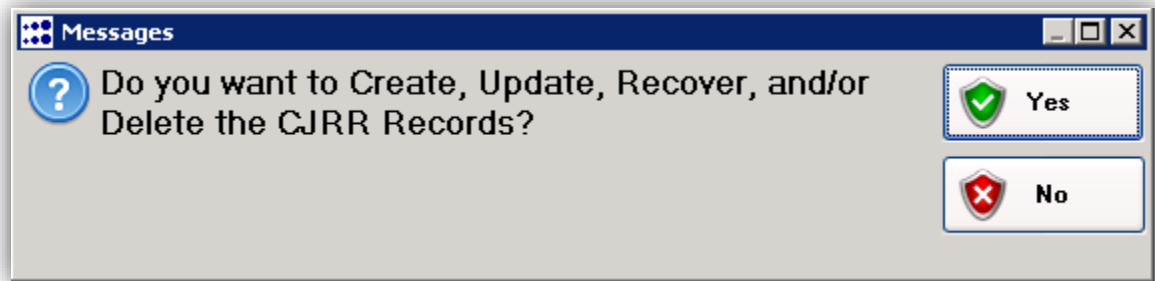 Messages
Do you want to Create, Update, Recover, and/or
Delete the CJRR Records?
Yes
No